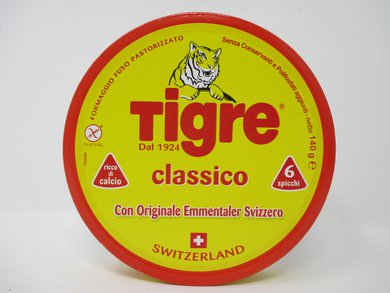 FORMAGGIO FUSO PASTORIZZATO
Senza Conservanti e Polifosfati aggiunti - netto 140 g e
Tigre®
Dal 1924
classico
ricco di
calcio
6
spicchi
Con Originale Emmentaler Svizzero
SWITZERLAND